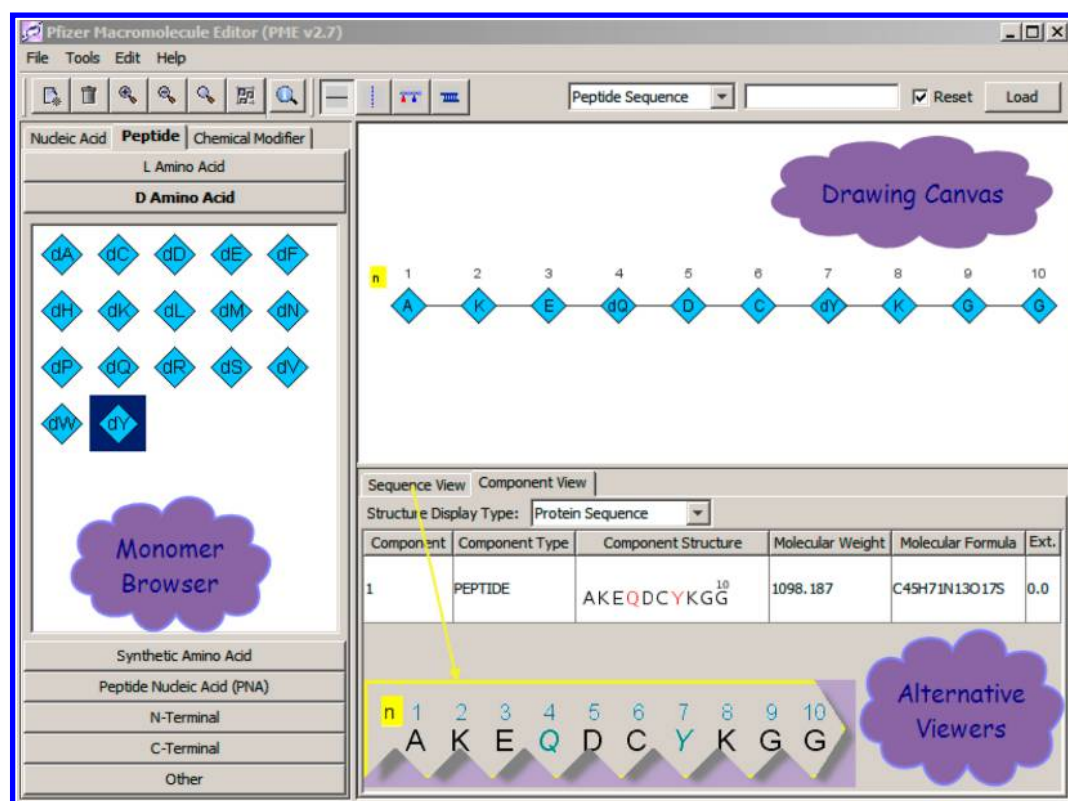 Pfizer Macromolecule Editor (PME v2.7)
File Tools Edit Help
Peptide Sequence Reset Load
Nucleic Acid Peptide Chemical Modifier
L Amino Acid
D Amino Acid
dA dC dD dE dF
dH dK dL dM dN
dP dQ dR dS dV
dW dY
Monomer
Browser
Synthetic Amino Acid
Peptide Nucleic Acid (PNA)
N-Terminal
C-Terminal
Other
Drawing Canvas
n 1 2 3 4 5 6 7 8 9 10
A K E dQ D C dY K G G
Sequence View Component View
Structure Display Type: Protein Sequence
Component Component Type Component Structure Molecular Weight Molecular Formula Ext.
1 PEPTIDE AKEQDCYKGG 10 1098.187 C45H71N13O17S 0.0
n 1 2 3 4 5 6 7 8 9 10
A K E Q D C Y K G G
Alternative
Viewers